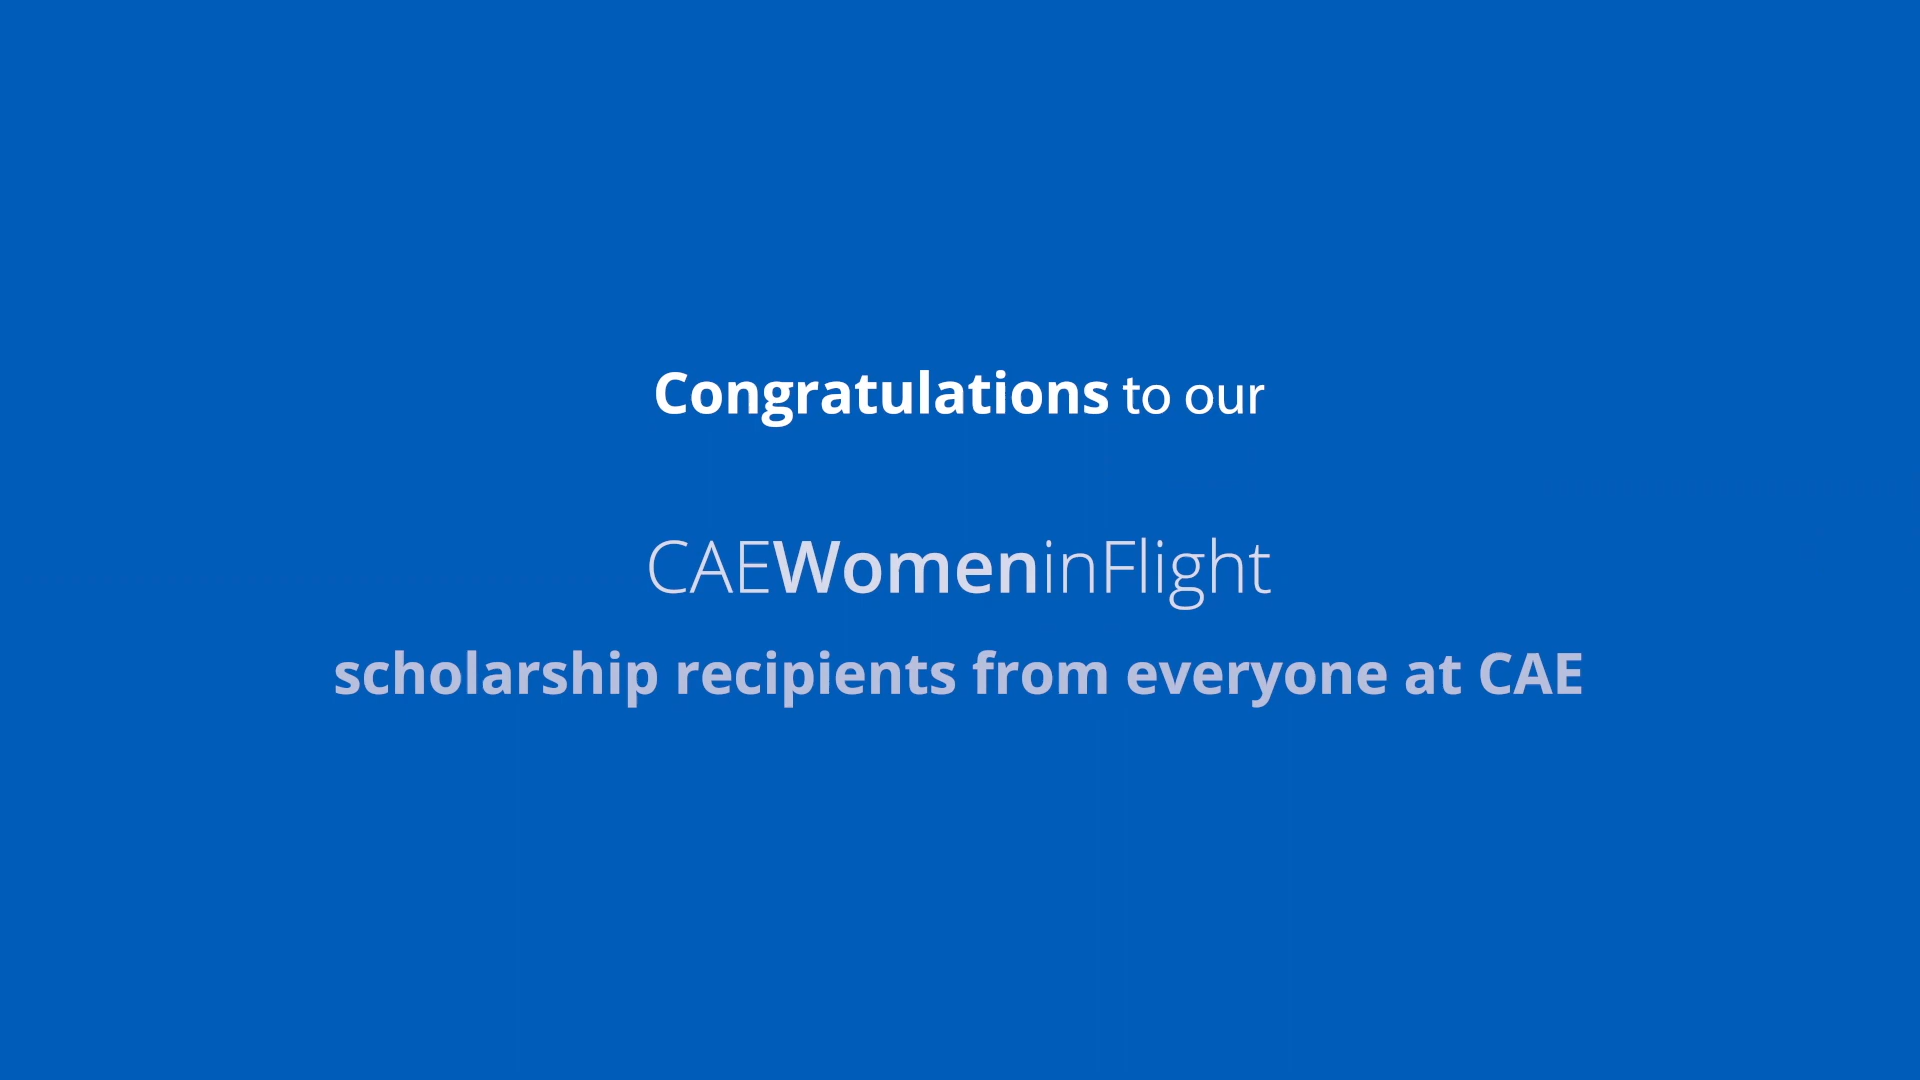 Congratulations to our
CAEWomeninFlight
scholarship recipients from everyone at CAE